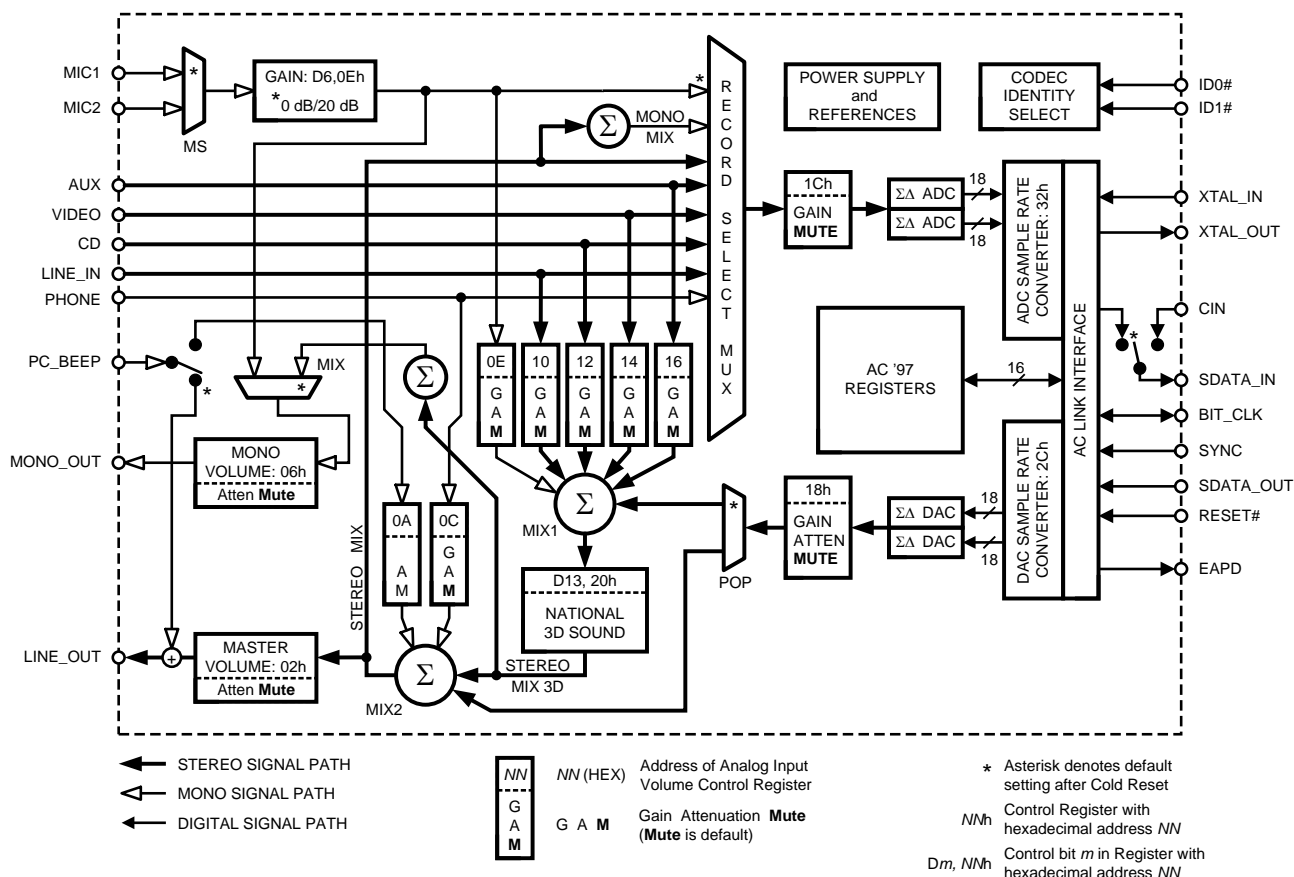 MIC1
MIC2
*
MS
GAIN: D6,0Eh
*0 dB/20 dB
*
Σ
MONO
MIX
RECORD SELECT MUX
POWER SUPPLY
and
REFERENCES
CODEC
IDENTITY
SELECT
ID0#
ID1#
AUX
VIDEO
CD
LINE_IN
PHONE
1Ch
GAIN
MUTE
ΣΔ ADC
ΣΔ ADC
18
18
ADC SAMPLE RATE
CONVERTER: 32h
AC LINK INTERFACE
XTAL_IN
XTAL_OUT
CIN
*
SDATA_IN
BIT_CLK
SYNC
SDATA_OUT
RESET#
EAPD
PC_BEEP
*
MIX
*
Σ
0E
G
A
M
10
G
A
M
12
G
A
M
14
G
A
M
16
G
A
M
AC '97
REGISTERS
16
MONO_OUT
MONO
VOLUME: 06h
Atten Mute
0A
A
M
0C
G
A
M
Σ
MIX1
*
POP
18h
GAIN
ATTEN
MUTE
ΣΔ DAC
ΣΔ DAC
18
18
DAC SAMPLE RATE
CONVERTER: 2Ch
D13, 20h
NATIONAL
3D SOUND
STEREO MIX
LINE_OUT
+
MASTER
VOLUME: 02h
Atten Mute
Σ
MIX2
STEREO
MIX 3D
STEREO SIGNAL PATH
MONO SIGNAL PATH
DIGITAL SIGNAL PATH
NN
G
A
M
NN (HEX)
Address of Analog Input
Volume Control Register
G A M
Gain Attenuation Mute
(Mute is default)
* Asterisk denotes default
setting after Cold Reset
NNh Control Register with
hexadecimal address NN
Dm, NNh Control bit m in Register with
hexadecimal address NN